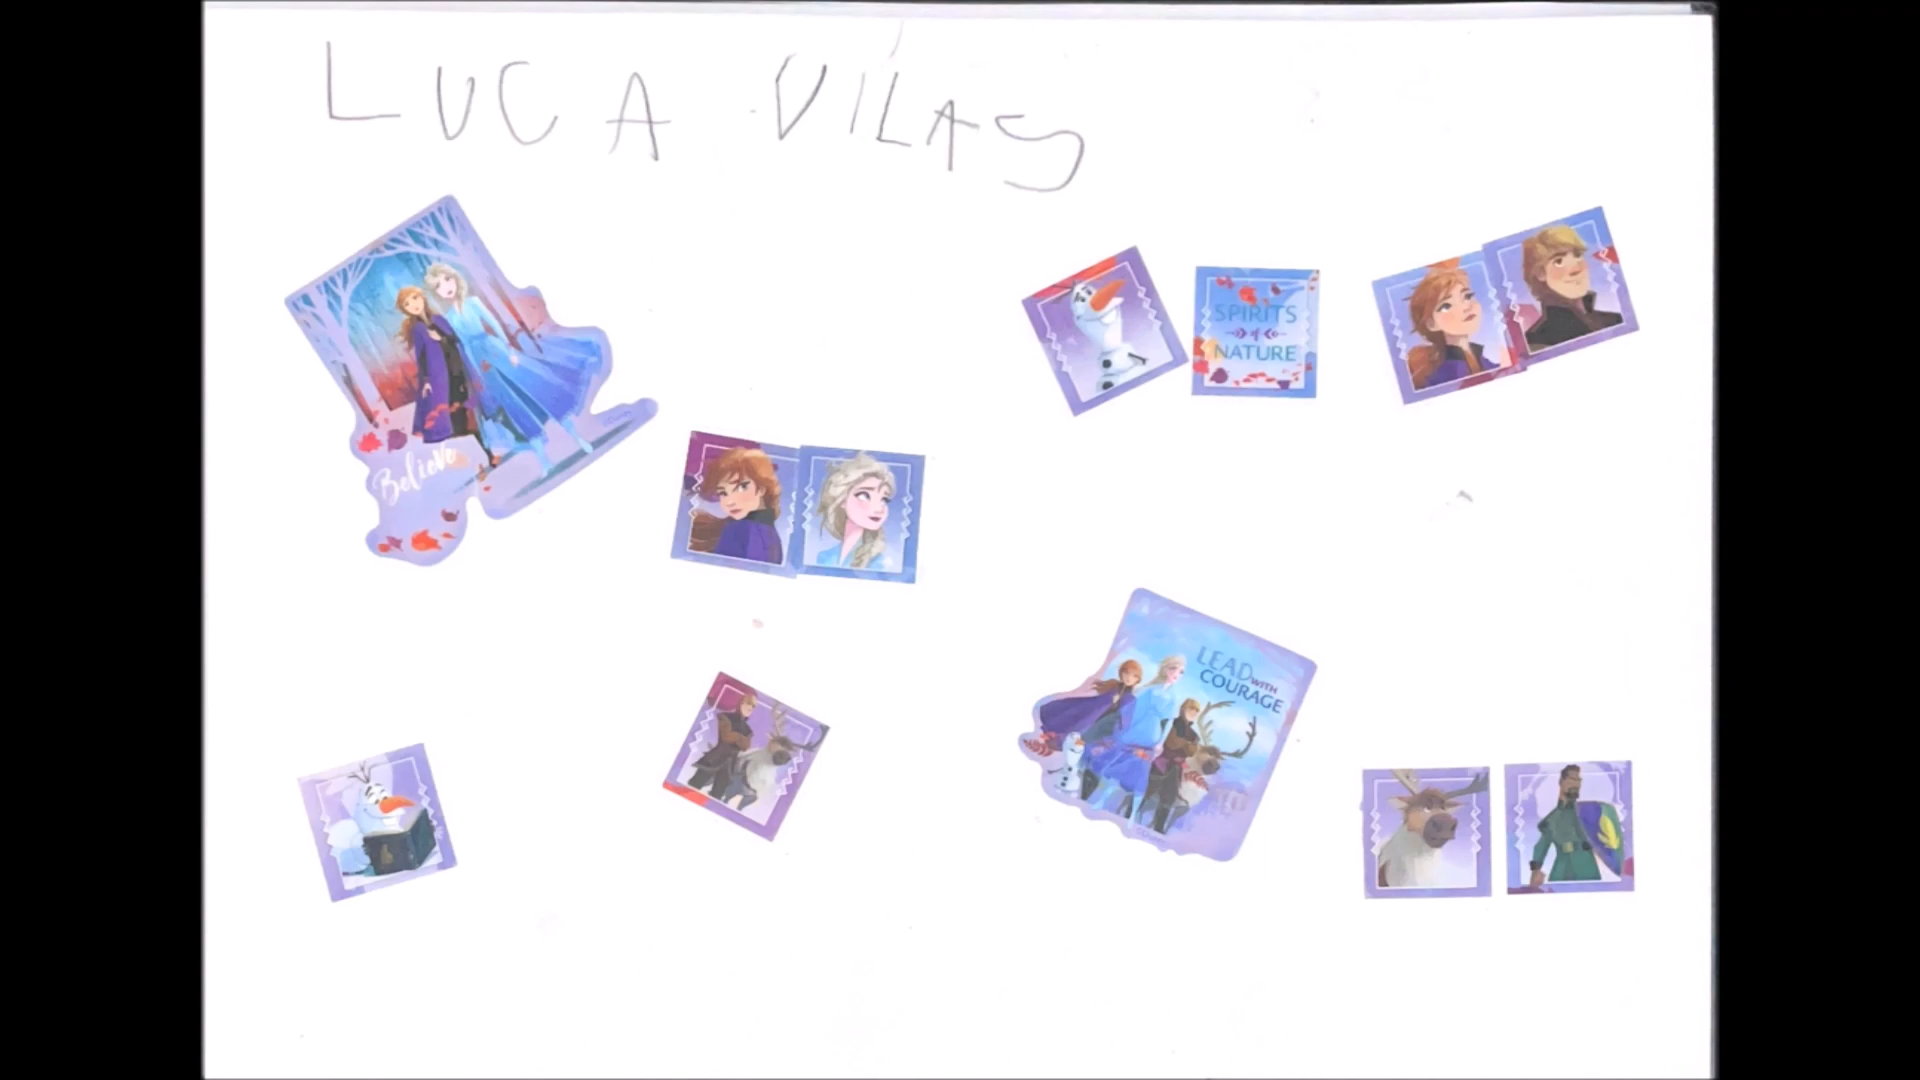 LUCA VILAS
SPIRITS
of
NATURE
Believe
LEAD WITH
COURAGE